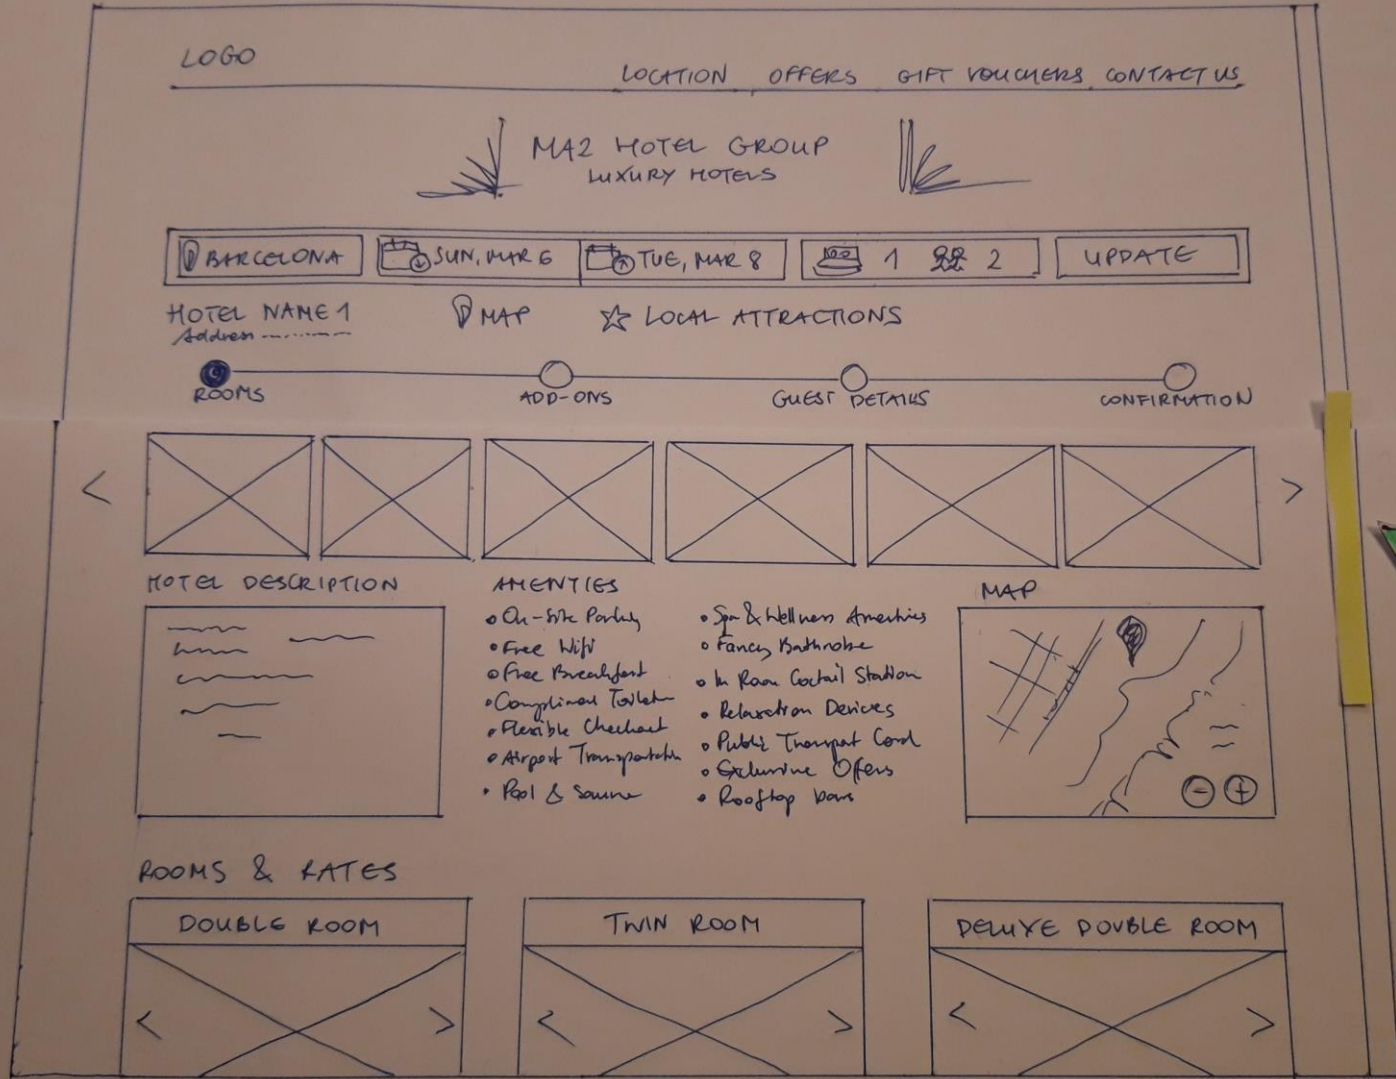 LOGO
LOCATION OFFERS GIFT VOUCHERS CONTACT US
MA2 HOTEL GROUP
LUXURY HOTELS
BARCELONA SUN, MAR 6 TUE, MAR 8 1 2 UPDATE
HOTEL NAME 1 MAP LOCAL ATTRACTIONS
Address
ROOMS ADD-ONS GUEST DETAILS CONFIRMATION
< >
HOTEL DESCRIPTION
AMENTIES
• On-site Parking
• Free Wifi
• Free Breakfast
• Flexible Checkout
• Airport Transportation
• Pool & Sauna
• Spa & Wellness Amenities
• Fancy Bathrobe
• In Room Coctail Station
• Relaxation Devices
• Public Transport Card
• Exclusive Offers
• Rooftop bars
MAP
- +
ROOMS & RATES
DOUBLE ROOM TWIN ROOM DELUXE DOUBLE ROOM
< > < > < >